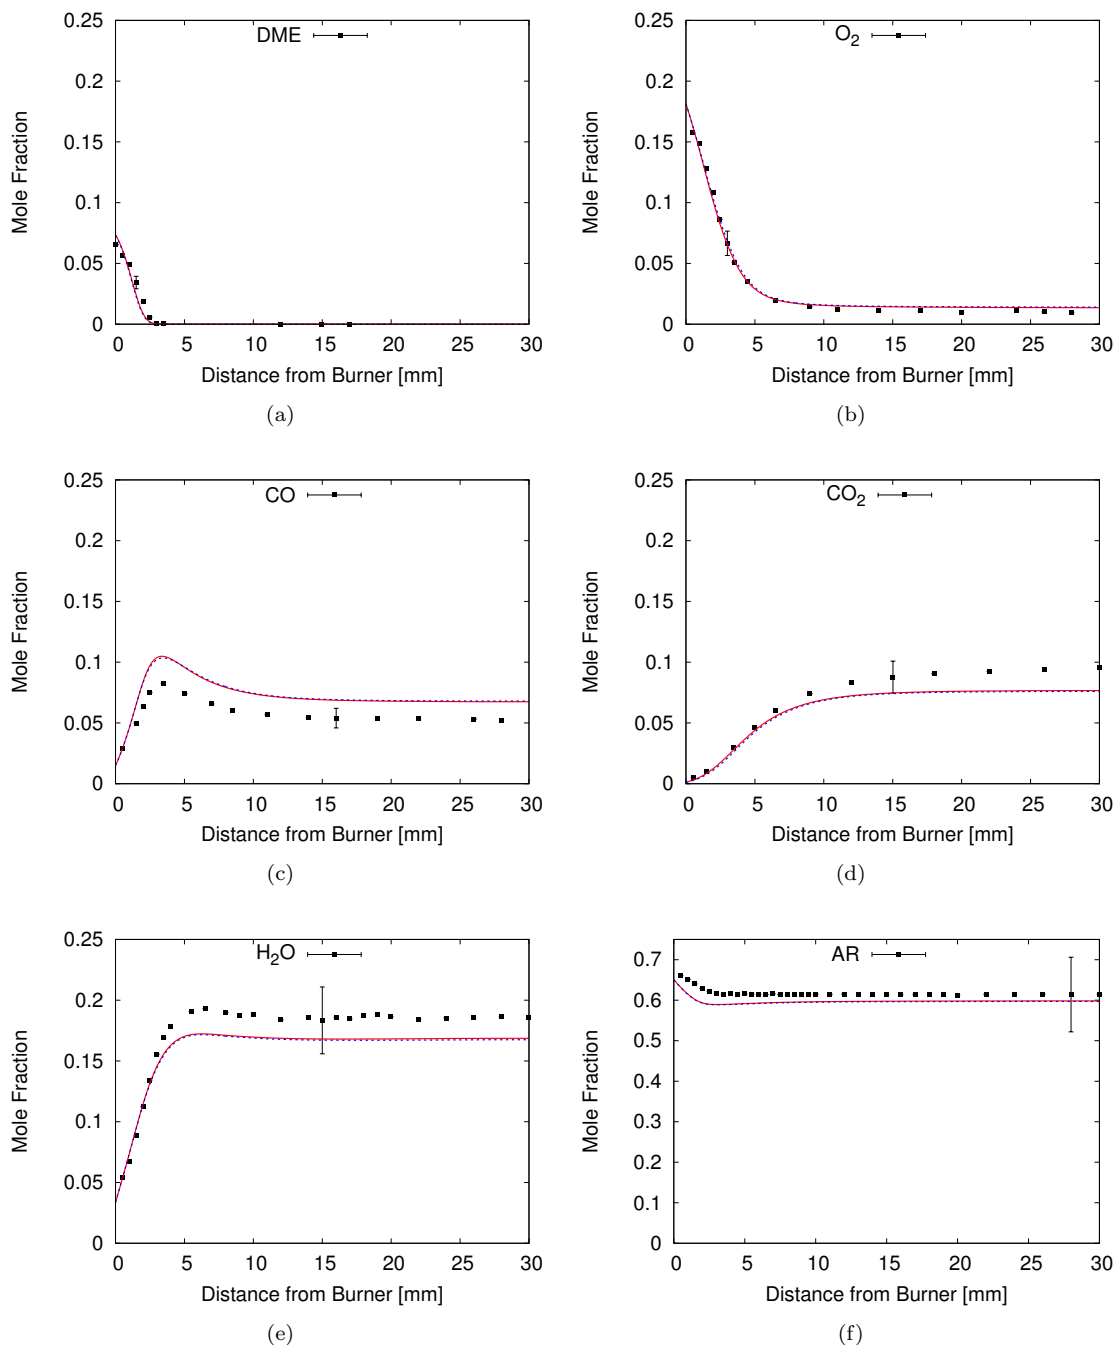 DME
Mole Fraction
0.25
0.2
0.15
0.1
0.05
0
0 5 10 15 20 25 30
Distance from Burner [mm]
(a)
O2
Mole Fraction
0.25
0.2
0.15
0.1
0.05
0
0 5 10 15 20 25 30
Distance from Burner [mm]
(b)
CO
Mole Fraction
0.25
0.2
0.15
0.1
0.05
0
0 5 10 15 20 25 30
Distance from Burner [mm]
(c)
CO2
Mole Fraction
0.25
0.2
0.15
0.1
0.05
0
0 5 10 15 20 25 30
Distance from Burner [mm]
(d)
H2O
Mole Fraction
0.25
0.2
0.15
0.1
0.05
0
0 5 10 15 20 25 30
Distance from Burner [mm]
(e)
AR
Mole Fraction
0.7
0.6
0.5
0.4
0.3
0.2
0.1
0
0 5 10 15 20 25 30
Distance from Burner [mm]
(f)